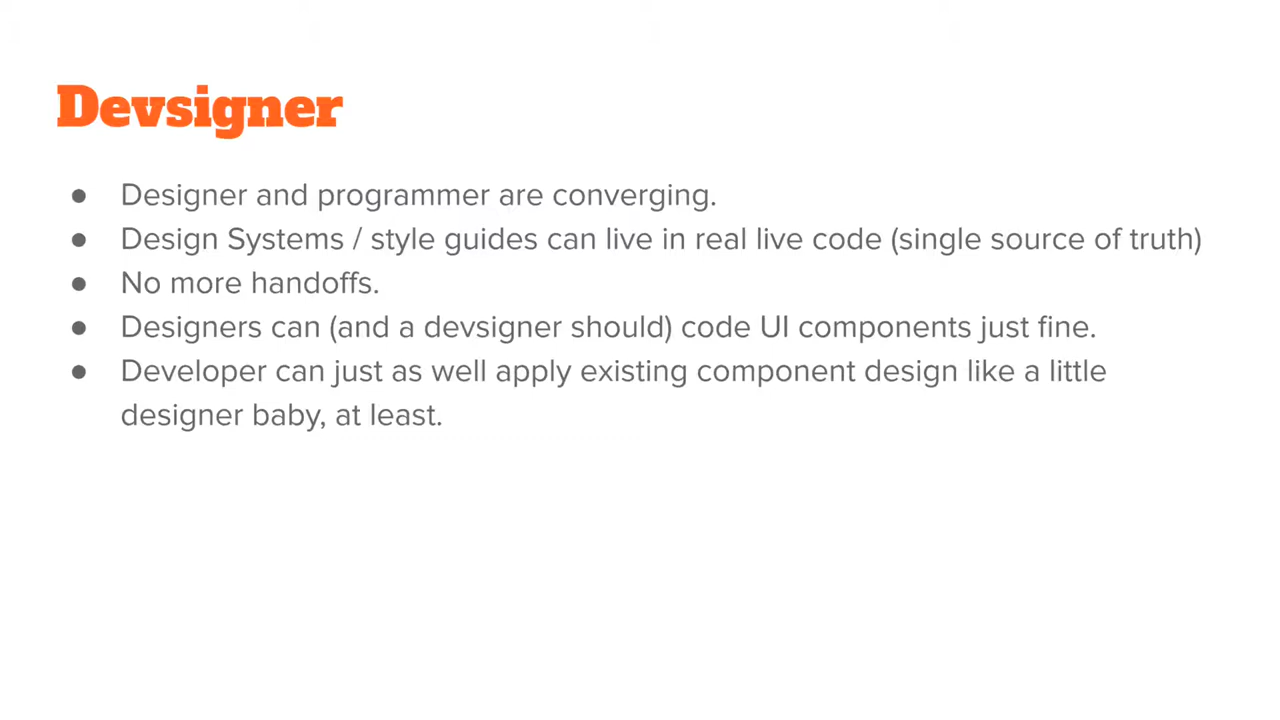 Devsigner
● Designer and programmer are converging.
● Design Systems / style guides can live in real live code (single source of truth)
● No more handoffs.
● Designers can (and a devsigner should) code UI components just fine.
● Developer can just as well apply existing component design like a little
designer baby, at least.